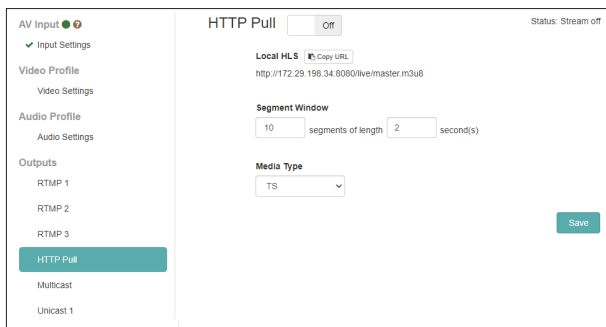 AV Input
Input Settings
Video Profile
Video Settings
Audio Profile
Audio Settings
Outputs
RTMP 1
RTMP 2
RTMP 3
HTTP Pull
Multicast
Unicast 1
HTTP Pull Off
Status: Stream off
Local HLS Copy URL
http://172.29.198.34:8080/live/master.m3u8
Segment Window
10 segments of length 2 second(s)
Media Type
TS
Save